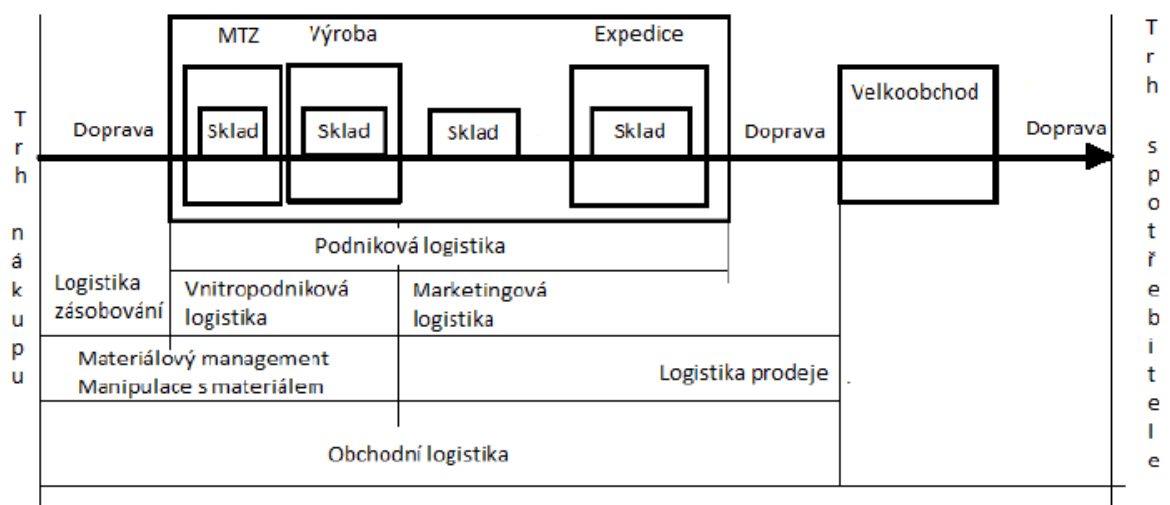 MTZ
Výroba
Expedice
Velkoobchod
Trh nákupu
Doprava
Sklad
Sklad
Sklad
Sklad
Doprava
Doprava
Trh spotřebitele
Podniková logistika
Logistika
zásobování
Vnitropodniková
logistika
Marketingová
logistika
Materiálový management
Manipulace s materiálem
Logistika prodeje
Obchodní logistika